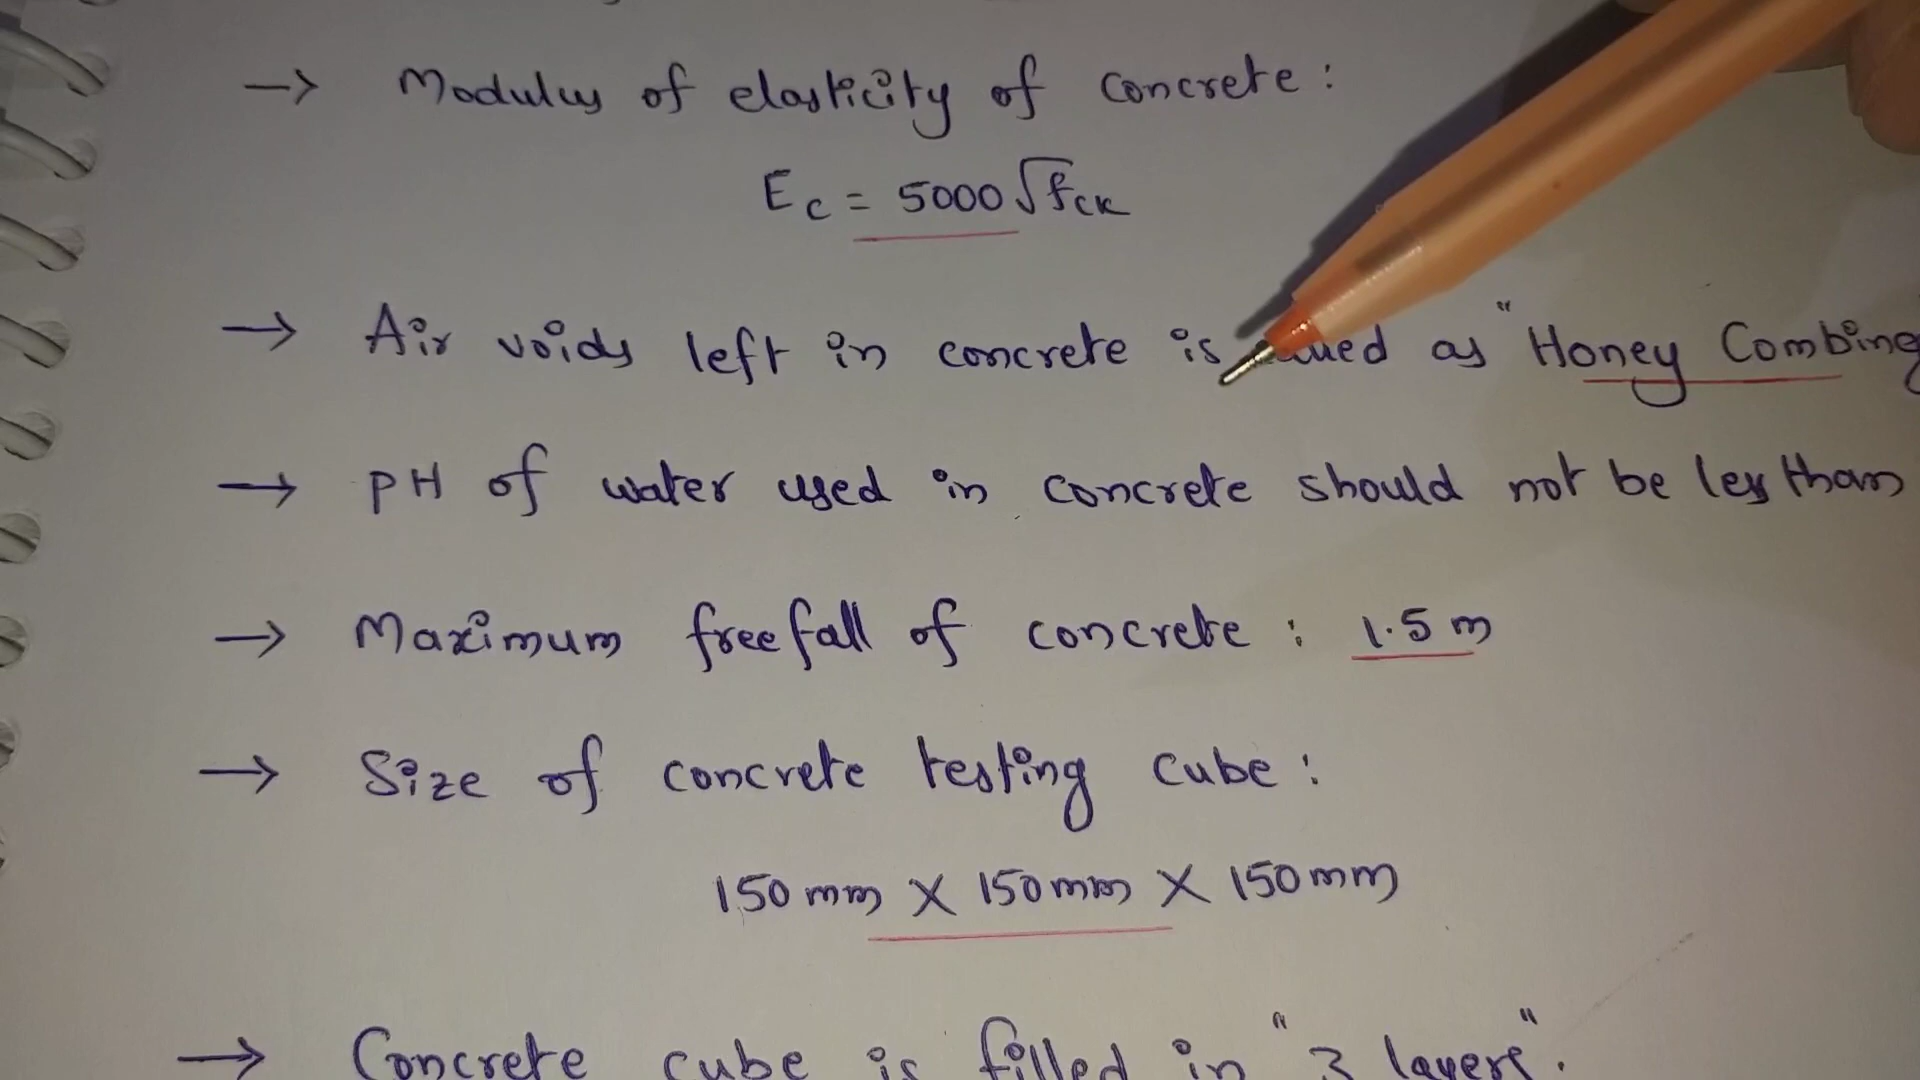 → Modulus of elasticity of concrete :
Ec = 5000√fck
→ Air voids left in concrete is as "Honey Combing
→ PH of water used in concrete should not be less than
→ Maximum free fall of concrete : 1.5 m
→ Size of concrete testing cube :
150 mm X 150 mm X 150 mm
→ Concrete cube is filled in "3 layers".